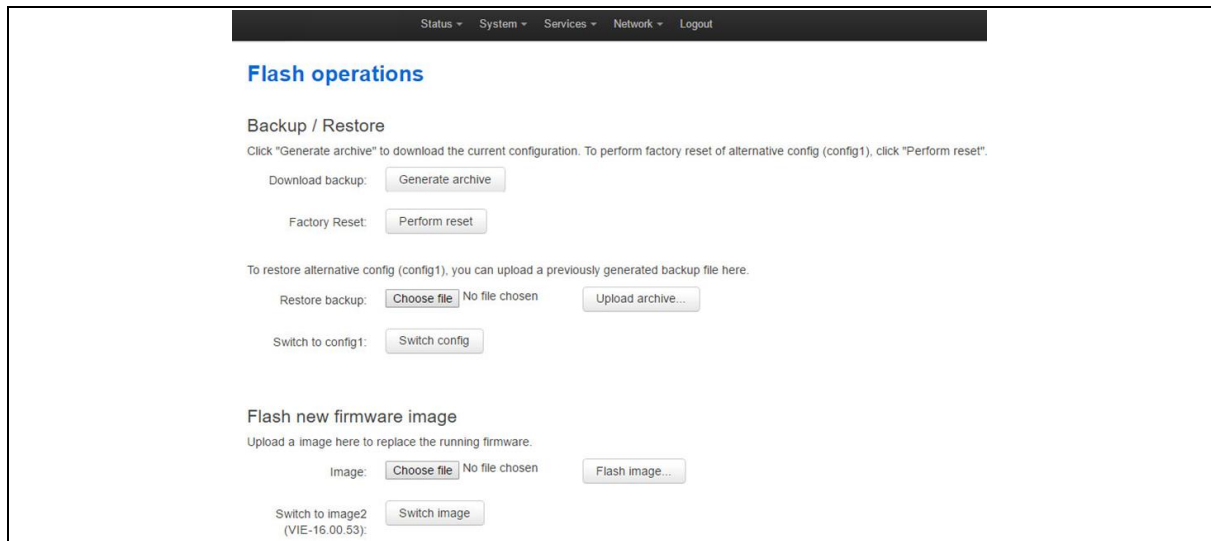 Status System Services Network Logout
Flash operations
Backup / Restore
Click "Generate archive" to download the current configuration. To perform factory reset of alternative config (config1), click "Perform reset".
Download backup: Generate archive
Factory Reset: Perform reset
To restore alternative config (config1), you can upload a previously generated backup file here.
Restore backup: Choose file No file chosen Upload archive...
Switch to config1: Switch config
Flash new firmware image
Upload a image here to replace the running firmware.
Image: Choose file No file chosen Flash image...
Switch to image2 Switch image
(VIE-16.00.53):